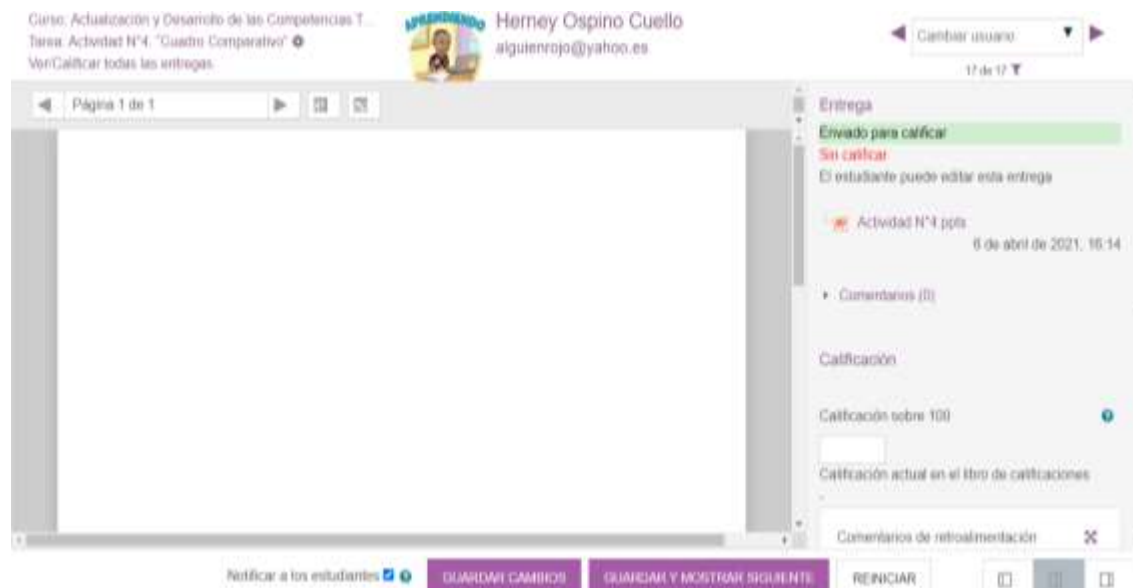 Curso: Actualización y Desarrollo de las Competencias T...
Tarea: Actividad N°4. "Cuadro Comparativo"
Ver/Calificar todas las entregas
APRENDIENDO
Herney Ospino Cuello
alguienrojo@yahoo.es
Cambiar usuario
17 de 17
Página 1 de 1
Entrega
Enviado para calificar
Sin calificar
El estudiante puede editar esta entrega
Actividad N°4.pptx
6 de abril de 2021, 16:14
Comentarios (0)
Calificación
Calificación sobre 100
Calificación actual en el libro de calificaciones
-
Comentarios de retroalimentación
Notificar a los estudiantes
GUARDAR CAMBIOS
GUARDAR Y MOSTRAR SIGUIENTE
REINICIAR